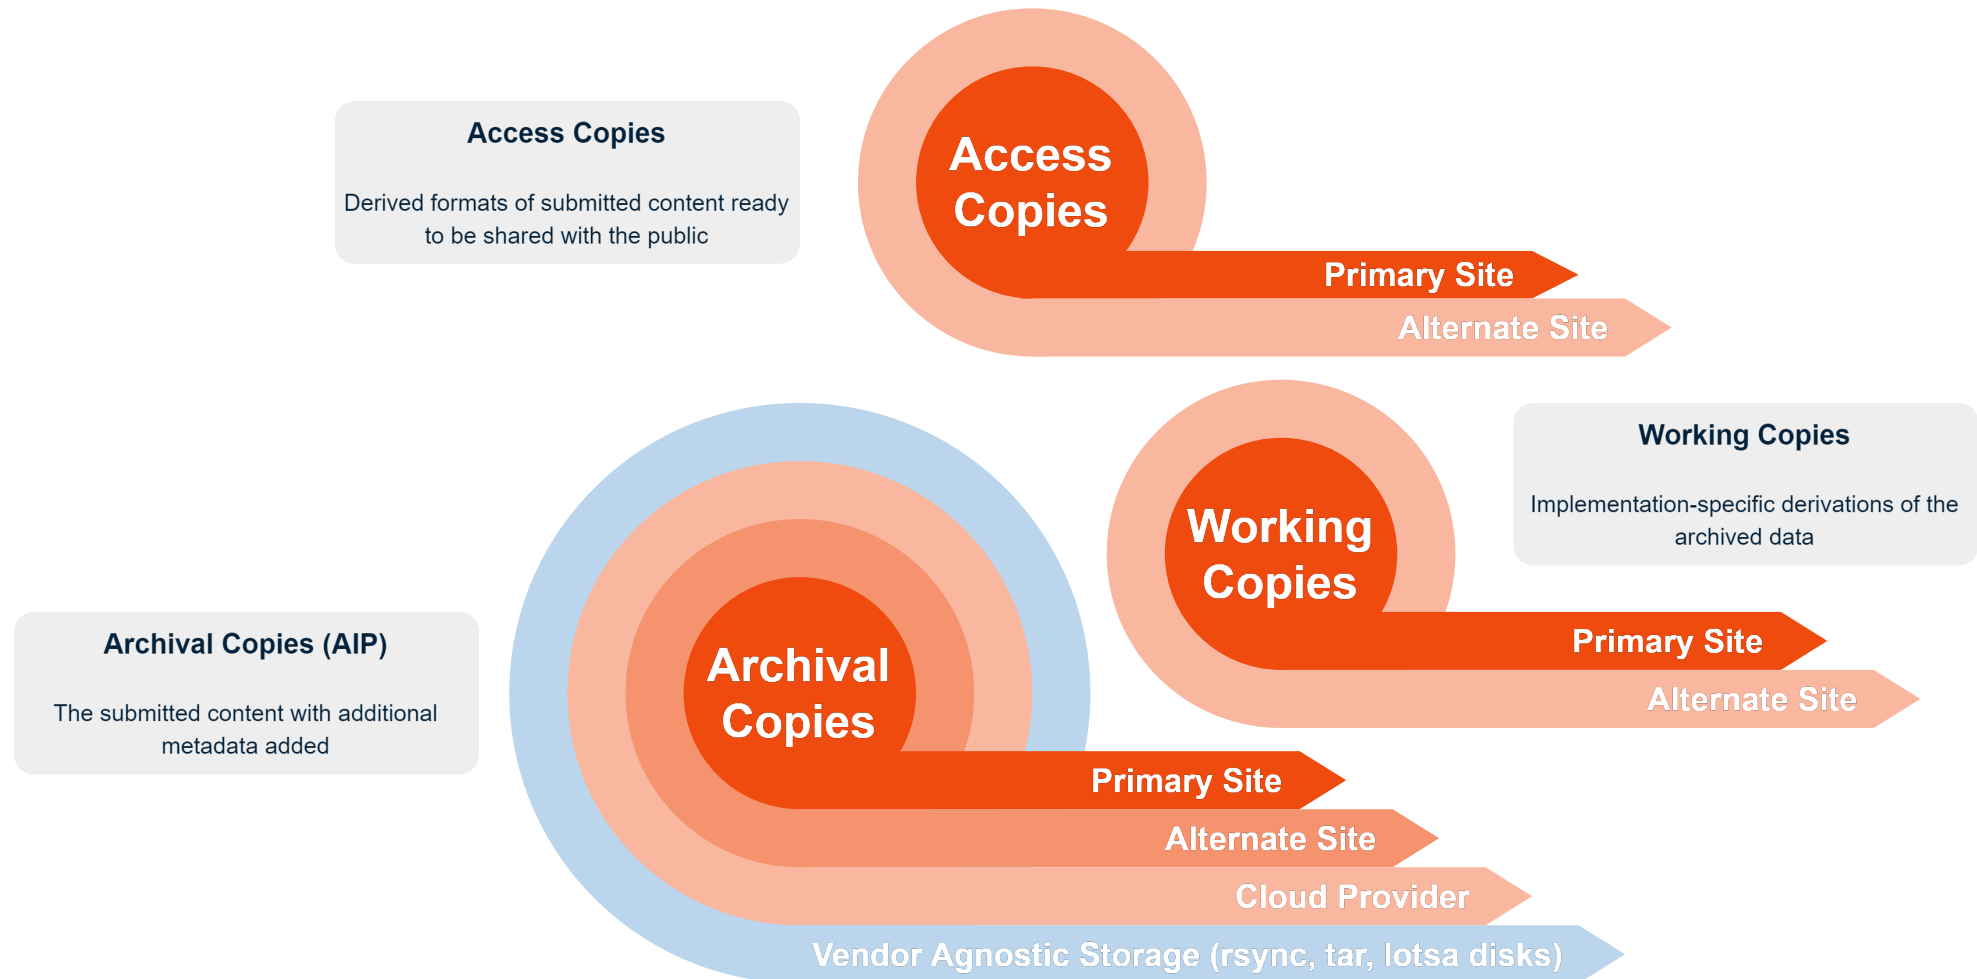 Access Copies
Derived formats of submitted content ready
to be shared with the public
Access
Copies
Primary Site
Alternate Site
Working Copies
Implementation-specific derivations of the
archived data
Working
Copies
Primary Site
Alternate Site
Archival Copies (AIP)
The submitted content with additional
metadata added
Archival
Copies
Primary Site
Alternate Site
Cloud Provider
Vendor Agnostic Storage (rsync, tar, lotsa disks)